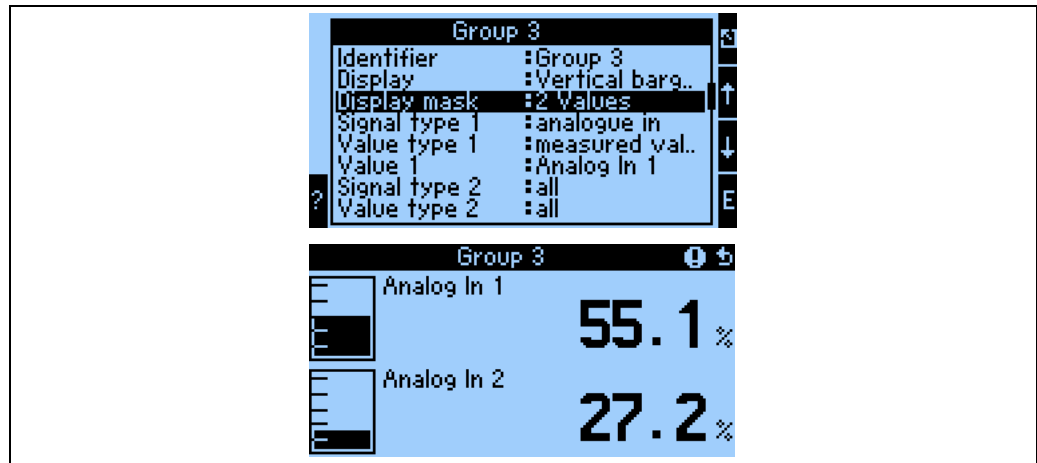 Group 3
Identifier :Group 3
Display :Vertical barg..
Display mask :2 Values
Signal type 1 :analogue in
Value type 1 :measured val..
Value 1 :Analog In 1
Signal type 2 :all
? Value type 2 :all E
Group 3
Analog In 1
55.1 %
Analog In 2
27.2 %